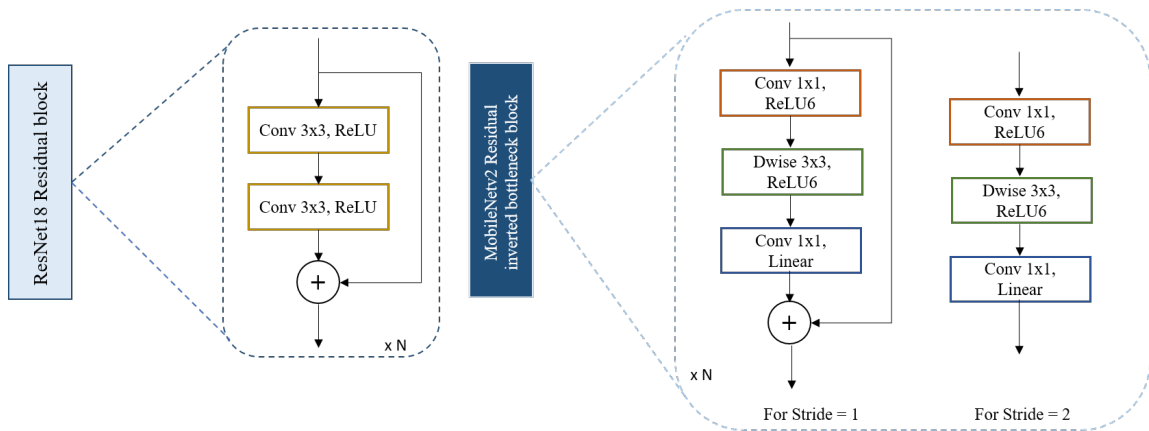 ResNet18 Residual block
Conv 3x3, ReLU
Conv 3x3, ReLU
+
x N
MobileNetv2 Residual
inverted bottleneck block
Conv 1x1,
ReLU6
Dwise 3x3,
ReLU6
Conv 1x1,
Linear
+
x N
For Stride = 1
Conv 1x1,
ReLU6
Dwise 3x3,
ReLU6
Conv 1x1,
Linear
For Stride = 2